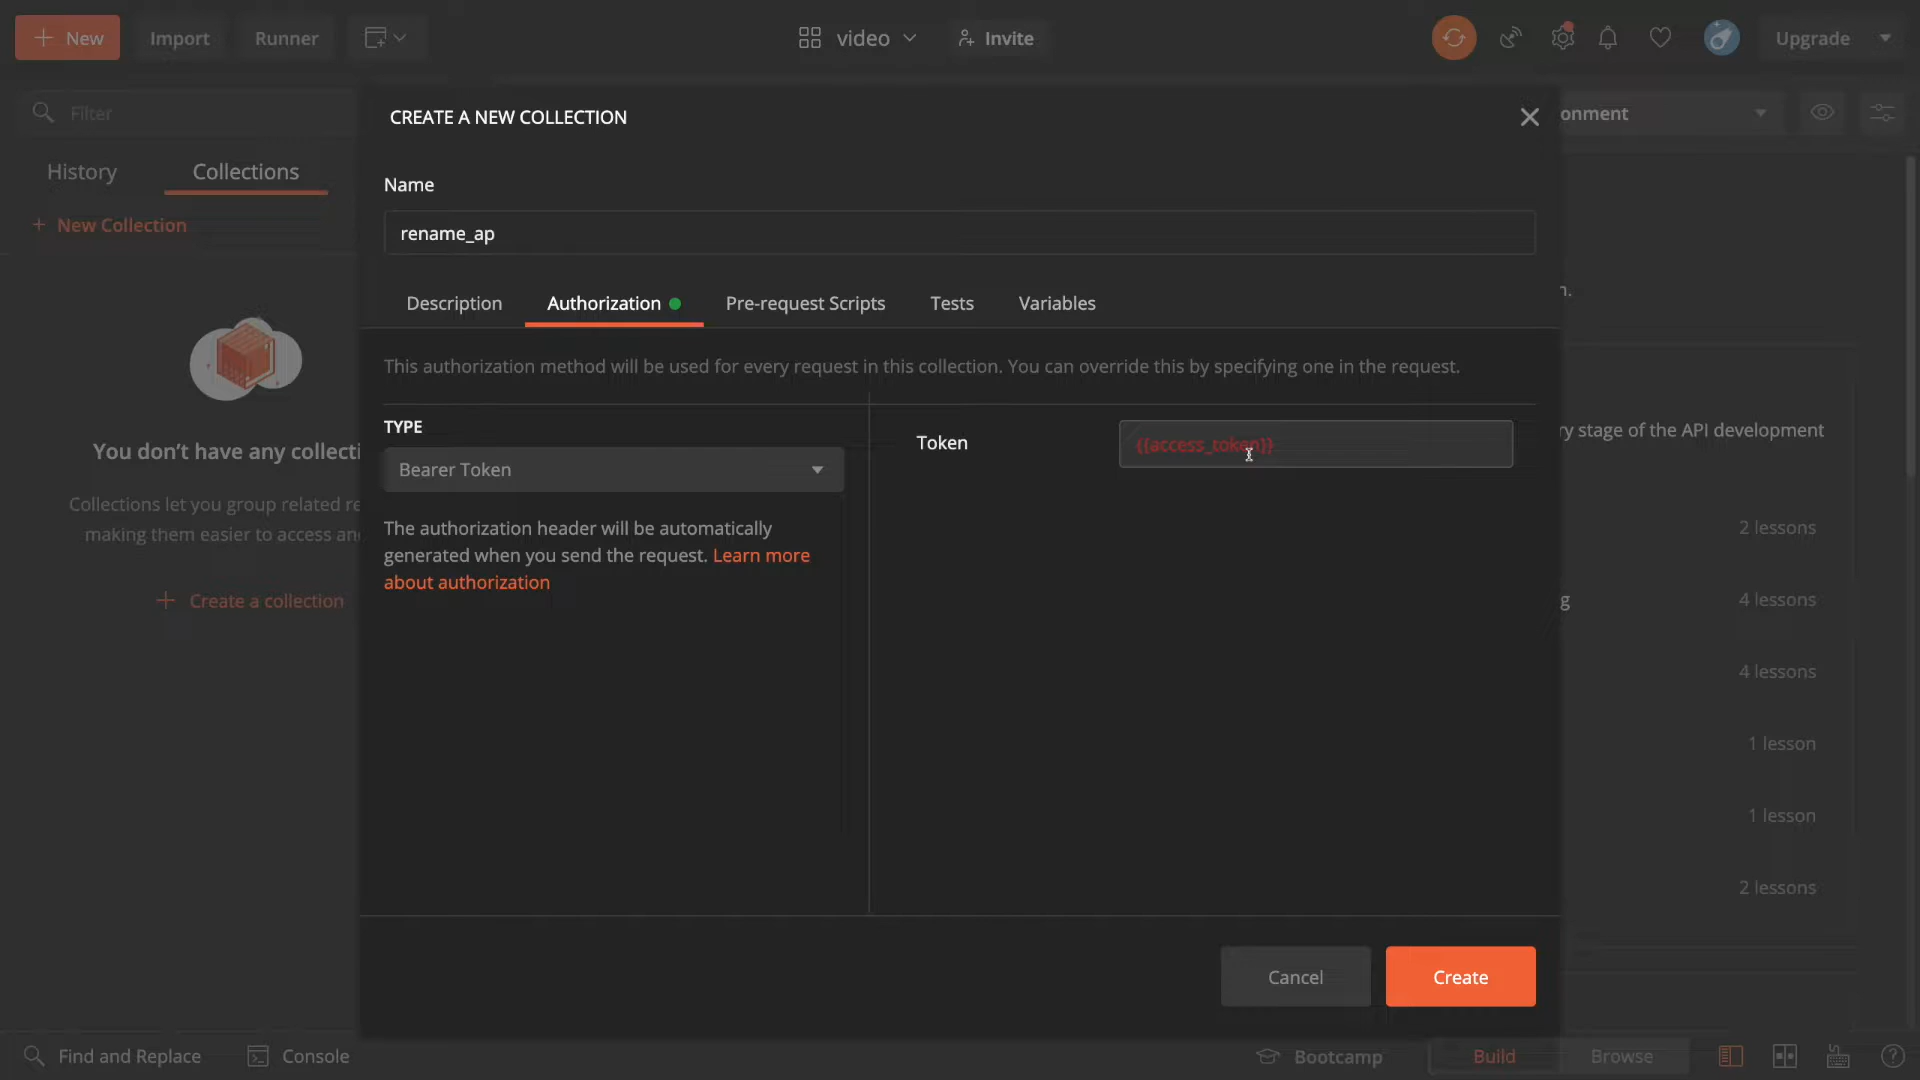 New
Import
Runner
video
Invite
Upgrade
Filter
History
Collections
New Collection
You don't have any collecti
Collections let you group related re
making them easier to access an
Create a collection
CREATE A NEW COLLECTION
Name
rename_ap
Description
Authorization
Pre-request Scripts
Tests
Variables
This authorization method will be used for every request in this collection. You can override this by specifying one in the request.
TYPE
Bearer Token
The authorization header will be automatically
generated when you send the request. Learn more
about authorization
Token
{{access_token}}
Cancel
Create
onment
n.
ry stage of the API development
2 lessons
g
4 lessons
4 lessons
1 lesson
1 lesson
2 lessons
Find and Replace
Console
Bootcamp
Build
Browse